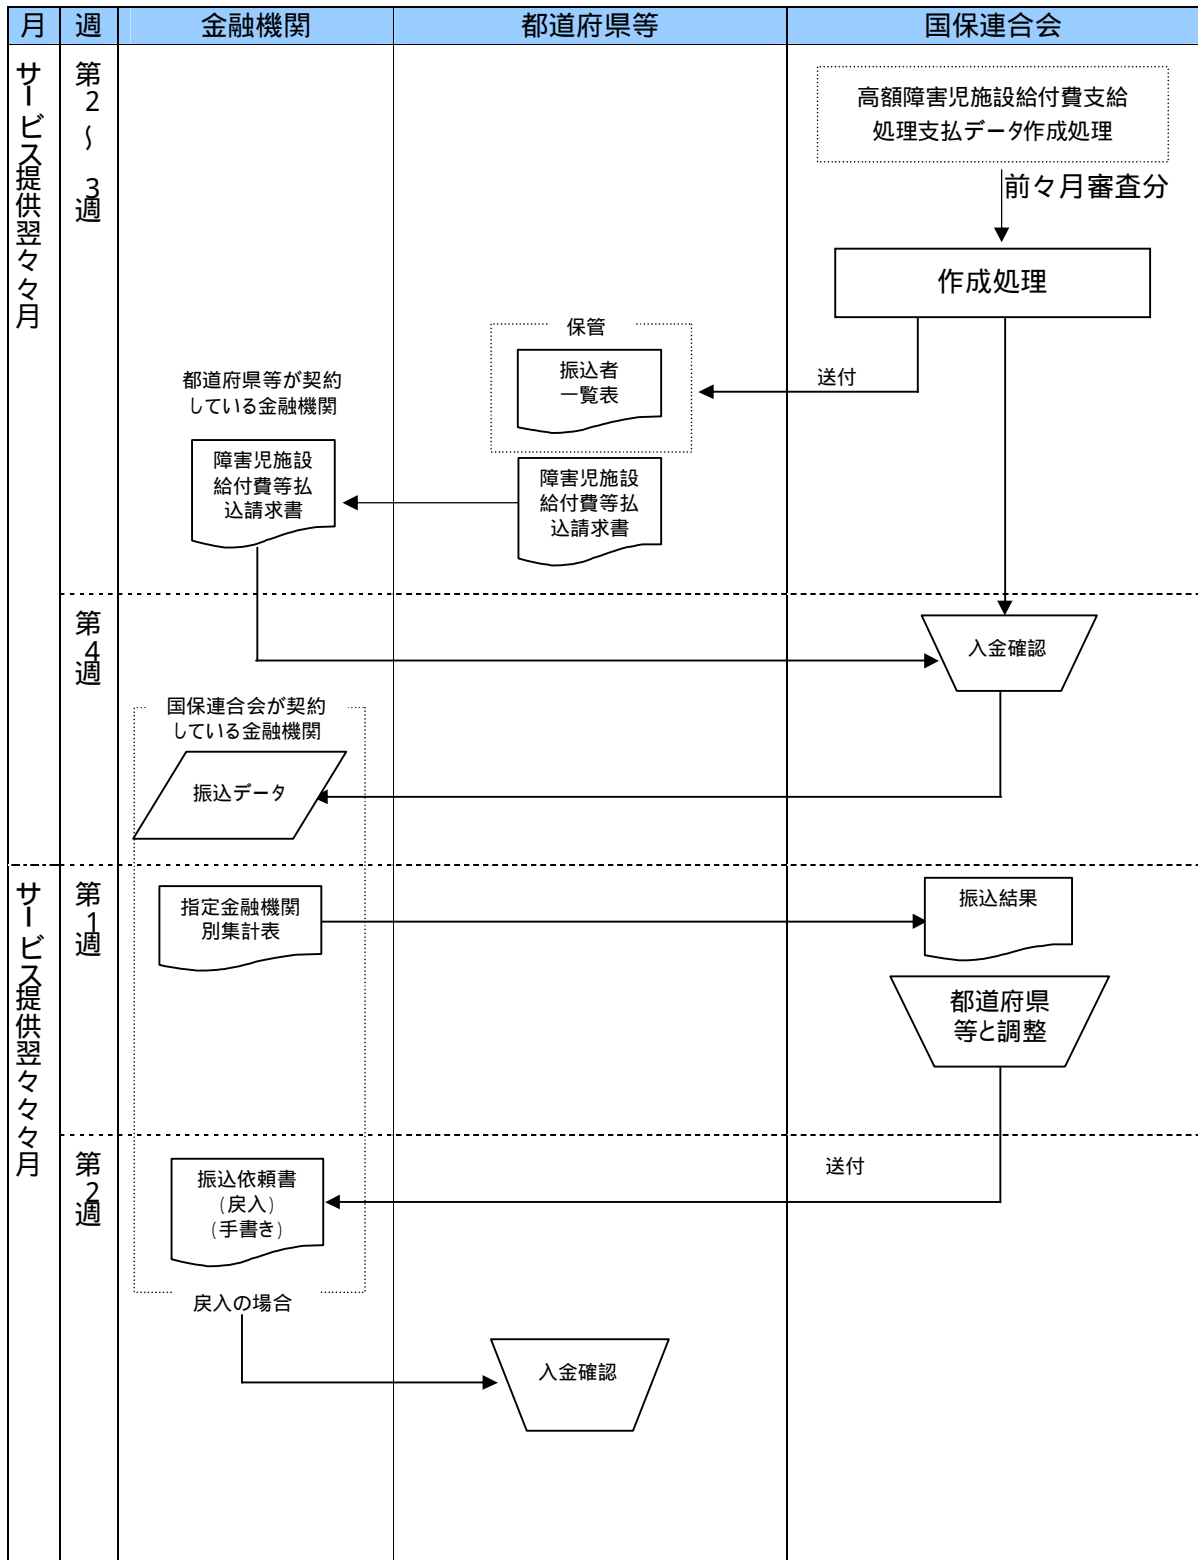 月
週
金融機関
都道府県等
国保連合会
サービス提供翌々月
第2～3週
高額障害児施設給付費支給
処理支払データ作成処理
前々月審査分
作成処理
保管
振込者
一覧表
送付
都道府県等が契約
している金融機関
障害児施設
給付費等払
込請求書
障害児施設
給付費等払
込請求書
第4週
入金確認
国保連合会が契約
している金融機関
振込データ
サービス提供翌々々月
第1週
指定金融機関
別集計表
振込結果
都道府県
等と調整
第2週
送付
振込依頼書
(戻入)
(手書き)
戻入の場合
入金確認